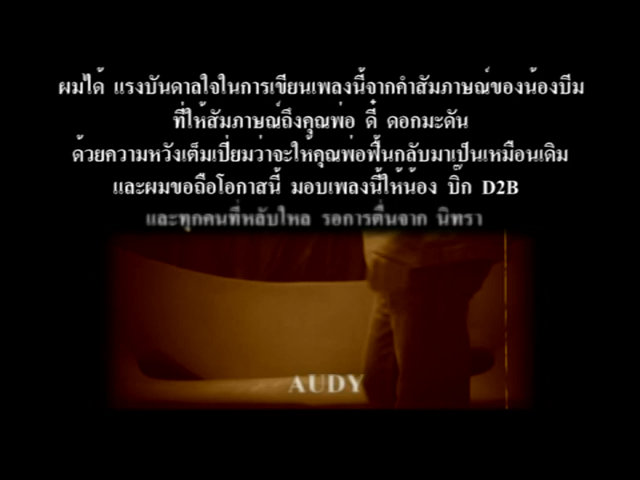 ผมได้ แรงบันดาลใจในการเขียนเพลงนี้จากคำสัมภาษณ์ของน้องบีม
ที่ให้สัมภาษณ์ถึงคุณพ่อ ดี๋ ดอกมะดัน
ด้วยความหวังเต็มเปี่ยมว่าจะให้คุณพ่อฟื้นกลับมาเป็นเหมือนเดิม
และผมขอถือโอกาสนี้ มอบเพลงนี้ให้น้อง บิ๊ก D2B
และทุกคนที่หลับใหล รอการตื่นจาก นิทรา
AUDY